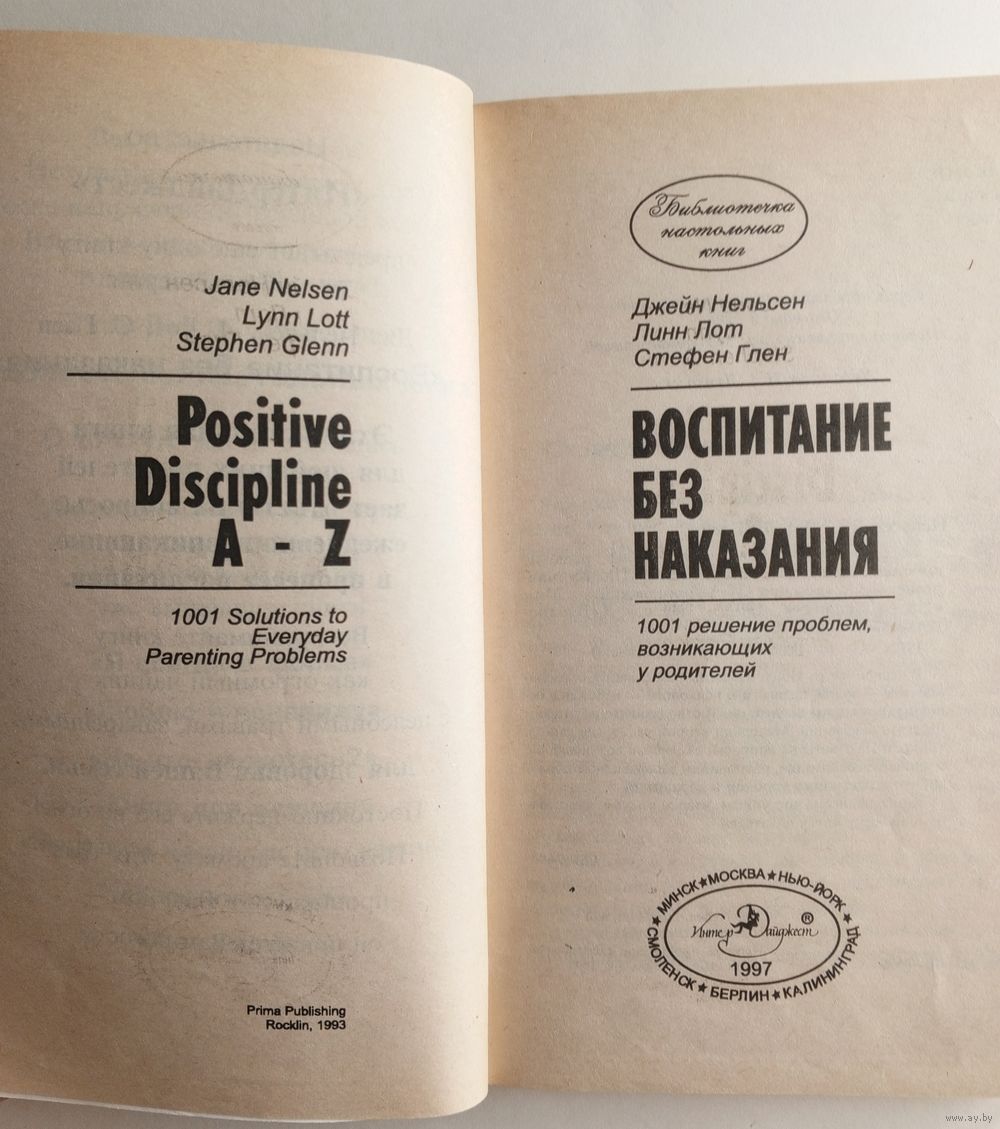 Jane Nelsen
Lynn Lott
Stephen Glenn
Positive
Discipline
A - Z
1001 Solutions to
Everyday
Parenting Problems
Prima Publishing
Rocklin, 1993
Библиотечка
настольных
книг
Джейн Нельсен
Линн Лот
Стефен Глен
ВОСПИТАНИЕ
БЕЗ
НАКАЗАНИЯ
1001 решение проблем,
возникающих
у родителей
МИНСК★МОСКВА★НЬЮ-ЙОРК★
Интер Дайджест®
1997
СМОЛЕНСК★БЕРЛИН★КАЛИНИНГРАД
www.ay.by